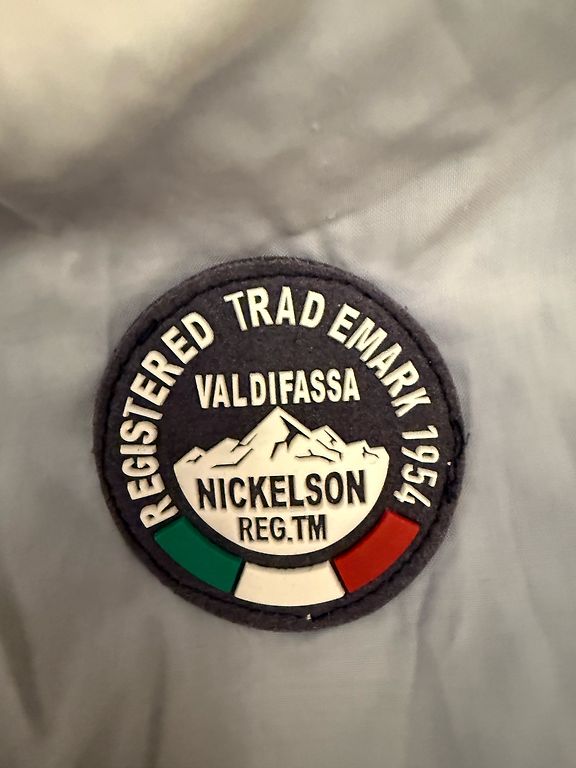 REGISTERED TRADEMARK 1954
VALDIFASSA
NICKELSON
REG.TM